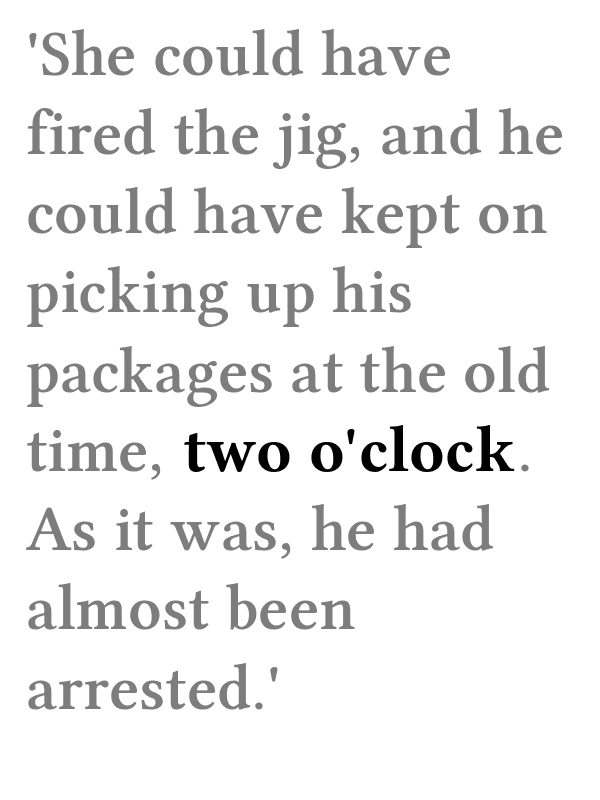 'She could have
fired the jig, and he
could have kept on
picking up his
packages at the old
time, two o'clock.
As it was, he had
almost been
arrested.'